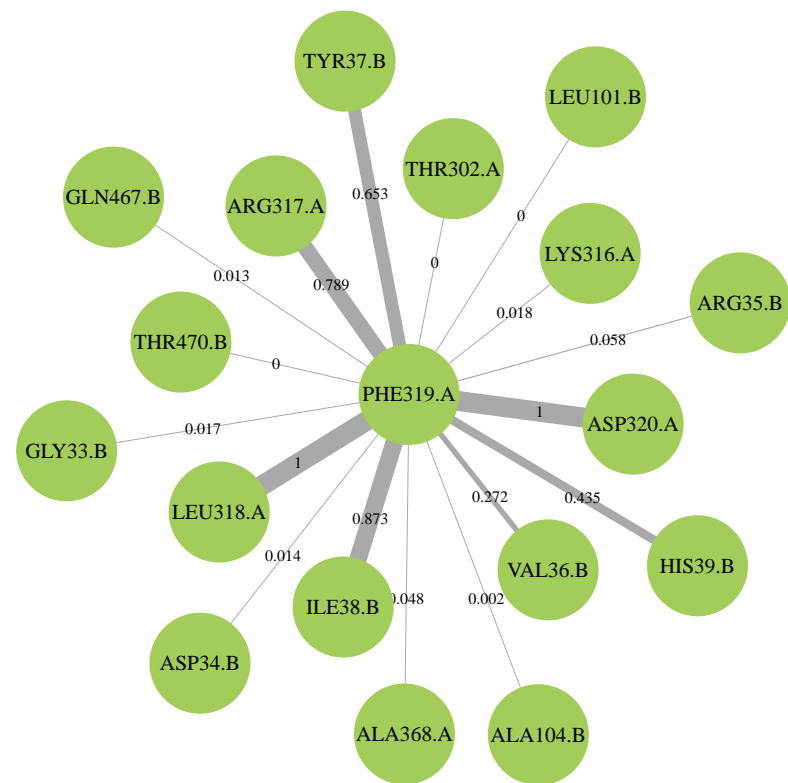 TYR37.B
LEU101.B
THR302.A
0.653
GLN467.B
ARG317.A
0
LYS316.A
0
0.013
0.789
ARG35.B
0.018
THR470.B
0.058
0
PHE319.A
1
ASP320.A
0.017
GLY33.B
1
0.272
0.435
LEU318.A
0.873
0.014
VAL36.B
HIS39.B
0.048
0.002
ILE38.B
ASP34.B
ALA368.A
ALA104.B